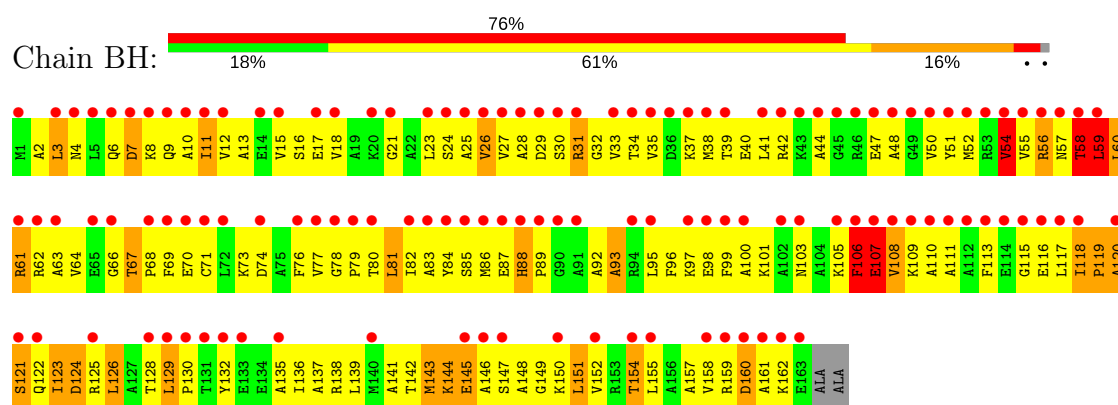 76%
Chain BH:
18% 61% 16% • •
M1 A2 L3 N4 L5 Q6 D7 K8 Q9 A10 I11 V12 A13 E14 V15 S16 E17 V18 A19 K20 G21 A22 L23 S24 A25 V26 V27 A28 D29 S30 R31 G32 V33 T34 V35 D36 K37 M38 T39 E40 L41 R42 K43 A44 G45 R46 E47 A48 G49 V50 Y51 M52 R53 V54 V55 R56 N57 T58 L59 L60
R61 R62 A63 V64 E65 G66 T67 P68 F69 E70 C71 L72 K73 D74 A75 F76 V77 G78 P79 T80 L81 I82 A83 Y84 S85 M86 E87 H88 P89 G90 A91 A92 A93 R94 L95 F96 K97 E98 F99 A100 K101 A102 N103 A104 K105 F106 E107 V108 K109 A110 A111 A112 F113 E114 G115 E116 L117 I118 P119 A120
S121 Q122 I123 D124 R125 L126 A127 T128 L129 P130 T131 Y132 E133 E134 A135 I136 A137 R138 L139 M140 A141 T142 M143 K144 E145 A146 S147 A148 G149 K150 L151 V152 R153 T154 L155 A156 A157 V158 R159 D160 A161 K162 E163 ALA ALA